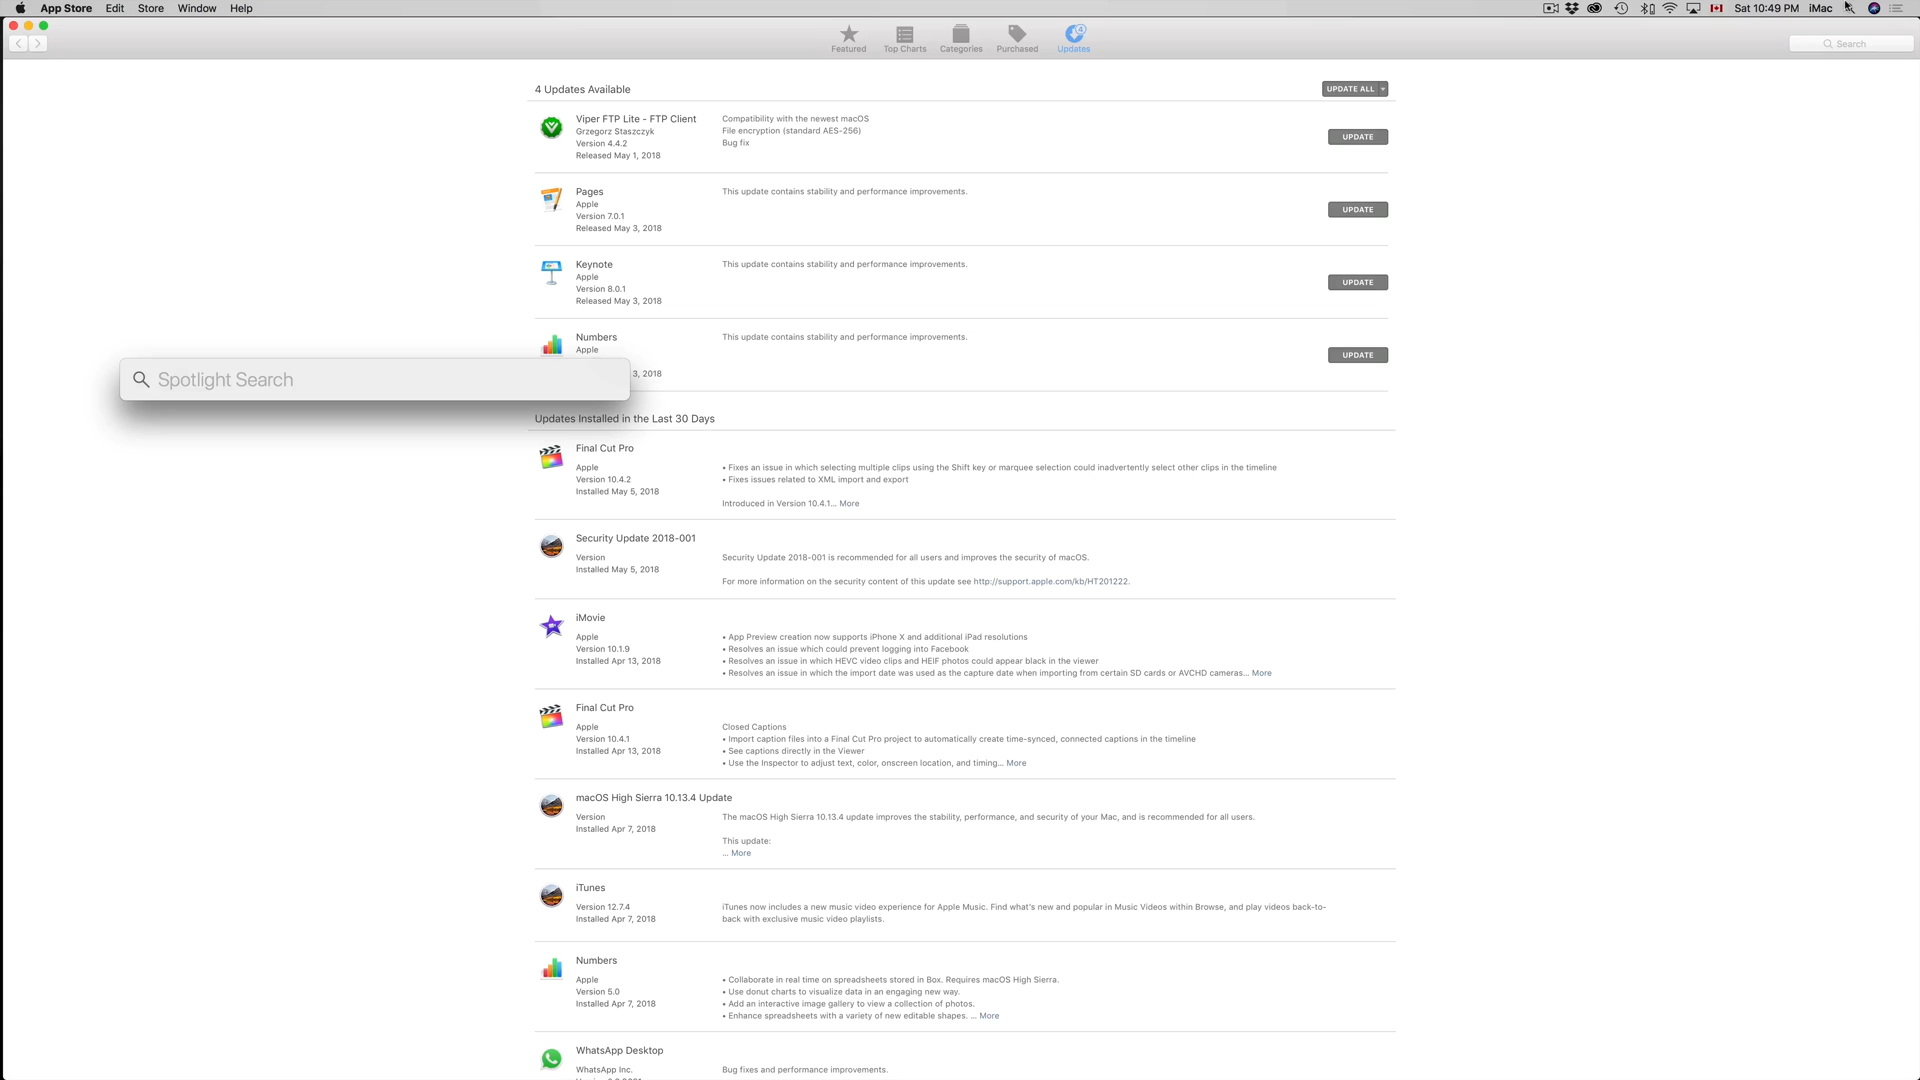 App Store Edit Store Window Help
Sat 10:49 PM iMac
Featured Top Charts Categories Purchased Updates
4
Search
4 Updates Available
UPDATE ALL
Viper FTP Lite - FTP Client
Grzegorz Staszczyk
Version 4.4.2
Released May 1, 2018
Compatibility with the newest macOS
File encryption (standard AES-256)
Bug fix
UPDATE
Pages
Apple
Version 7.0.1
Released May 3, 2018
This update contains stability and performance improvements.
UPDATE
Keynote
Apple
Version 8.0.1
Released May 3, 2018
This update contains stability and performance improvements.
UPDATE
Numbers
Apple
3, 2018
This update contains stability and performance improvements.
UPDATE
Spotlight Search
Updates Installed in the Last 30 Days
Final Cut Pro
Apple
Version 10.4.2
Installed May 5, 2018
• Fixes an issue in which selecting multiple clips using the Shift key or marquee selection could inadvertently select other clips in the timeline
• Fixes issues related to XML import and export
Introduced in Version 10.4.1... More
Security Update 2018-001
Version
Installed May 5, 2018
Security Update 2018-001 is recommended for all users and improves the security of macOS.
For more information on the security content of this update see http://support.apple.com/kb/HT201222.
iMovie
Apple
Version 10.1.9
Installed Apr 13, 2018
• App Preview creation now supports iPhone X and additional iPad resolutions
• Resolves an issue which could prevent logging into Facebook
• Resolves an issue in which HEVC video clips and HEIF photos could appear black in the viewer
• Resolves an issue in which the import date was used as the capture date when importing from certain SD cards or AVCHD cameras... More
Final Cut Pro
Apple
Version 10.4.1
Installed Apr 13, 2018
Closed Captions
• Import caption files into a Final Cut Pro project to automatically create time-synced, connected captions in the timeline
• See captions directly in the Viewer
• Use the Inspector to adjust text, color, onscreen location, and timing... More
macOS High Sierra 10.13.4 Update
Version
Installed Apr 7, 2018
The macOS High Sierra 10.13.4 update improves the stability, performance, and security of your Mac, and is recommended for all users.
This update:
... More
iTunes
Version 12.7.4
Installed Apr 7, 2018
iTunes now includes a new music video experience for Apple Music. Find what's new and popular in Music Videos within Browse, and play videos back-to-
back with exclusive music video playlists.
Numbers
Apple
Version 5.0
Installed Apr 7, 2018
• Collaborate in real time on spreadsheets stored in Box. Requires macOS High Sierra.
• Use donut charts to visualize data in an engaging new way.
• Add an interactive image gallery to view a collection of photos.
• Enhance spreadsheets with a variety of new editable shapes. ... More
WhatsApp Desktop
WhatsApp Inc.
Bug fixes and performance improvements.